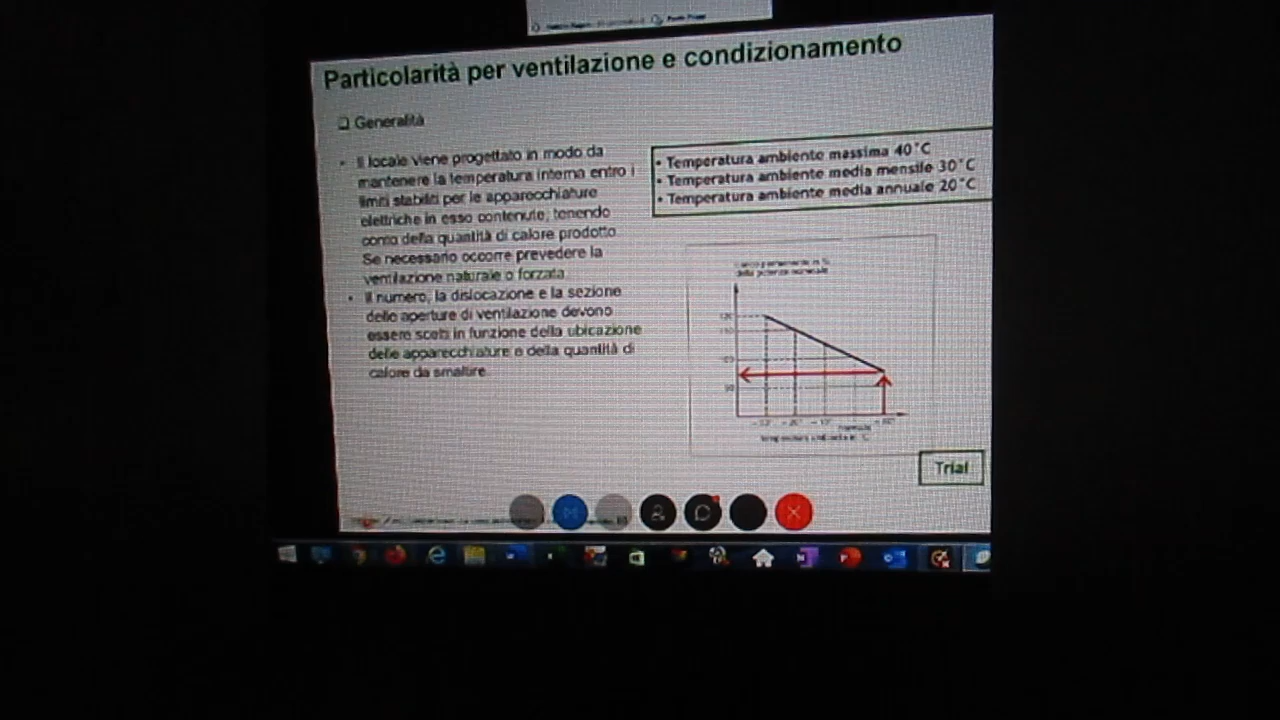 Particolarità per ventilazione e condizionamento
Generalità
• Il locale viene progettato in modo da
mantenere la temperatura interna entro i
limiti stabiliti per le apparecchiature
elettriche in esso contenute, tenendo
conto della quantità di calore prodotto
Se necessario occorre prevedere la
ventilazione naturale o forzata
• Il numero, la dislocazione e la sezione
delle aperture di ventilazione devono
essere scelti in funzione della ubicazione
delle apparecchiature e della quantità di
calore da smaltire
• Temperatura ambiente massima 40°C
• Temperatura ambiente media mensile 30°C
• Temperatura ambiente media annuale 20°C
Trial